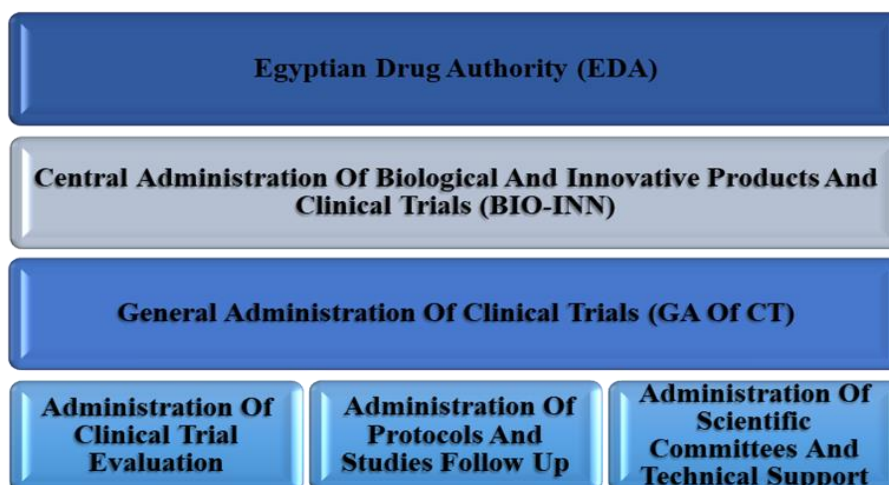 Egyptian Drug Authority (EDA)
Central Administration Of Biological And Innovative Products And
Clinical Trials (BIO-INN)
General Administration Of Clinical Trials (GA Of CT)
Administration Of
Clinical Trial
Evaluation
Administration Of
Protocols And
Studies Follow Up
Administration Of
Scientific
Committees And
Technical Support